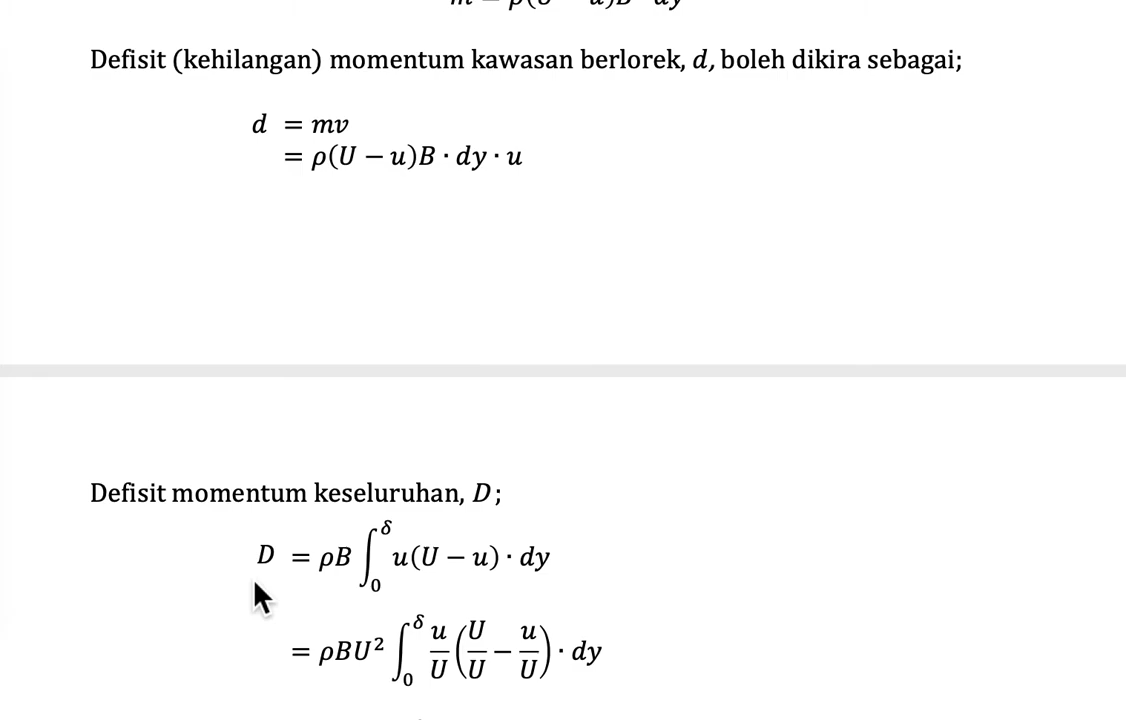 Defisit (kehilangan) momentum kawasan berlorek, d, boleh dikira sebagai;
d = mv
= ρ(U − u)B · dy · u
Defisit momentum keseluruhan, D;
D = ρB ∫₀^δ u(U − u) · dy
= ρBU² ∫₀^δ u/U (U/U − u/U) · dy